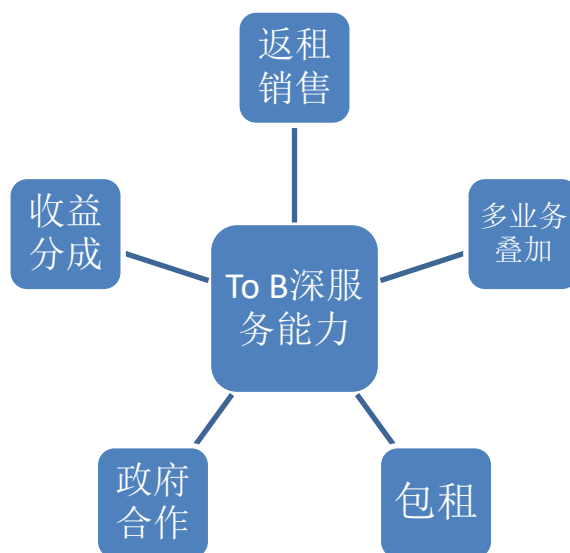 返租
销售
收益
分成
多业务
叠加
To B深服
务能力
政府
合作
包租